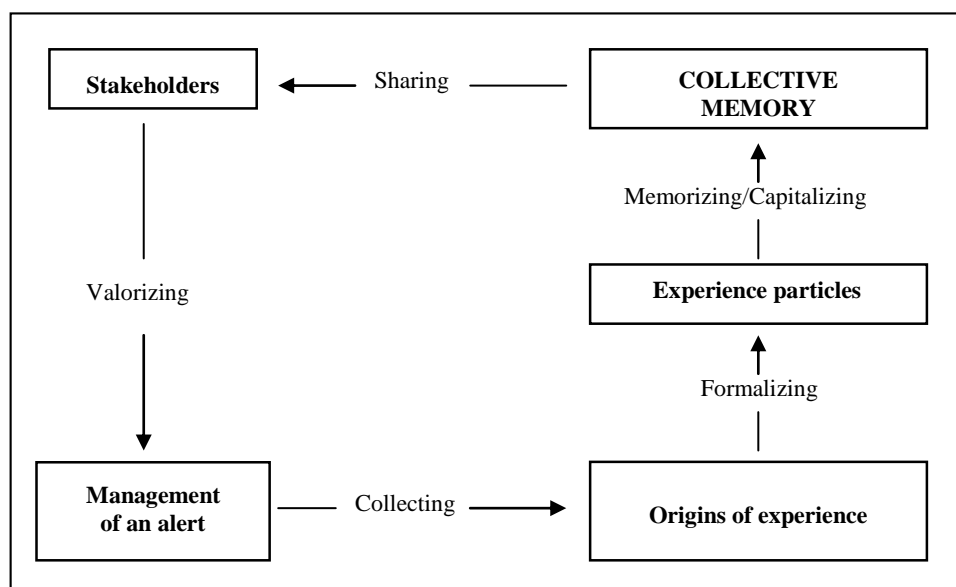 Stakeholders
Sharing
COLLECTIVE
MEMORY
Memorizing/Capitalizing
Valorizing
Experience particles
Formalizing
Management
of an alert
Collecting
Origins of experience